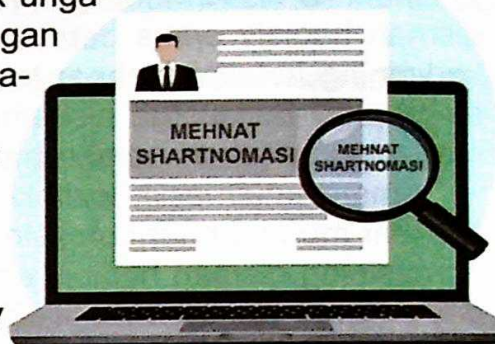 unga
gan
a-
MEHNAT
SHARTNOMASI
MEHNAT
SHARTNOMASI